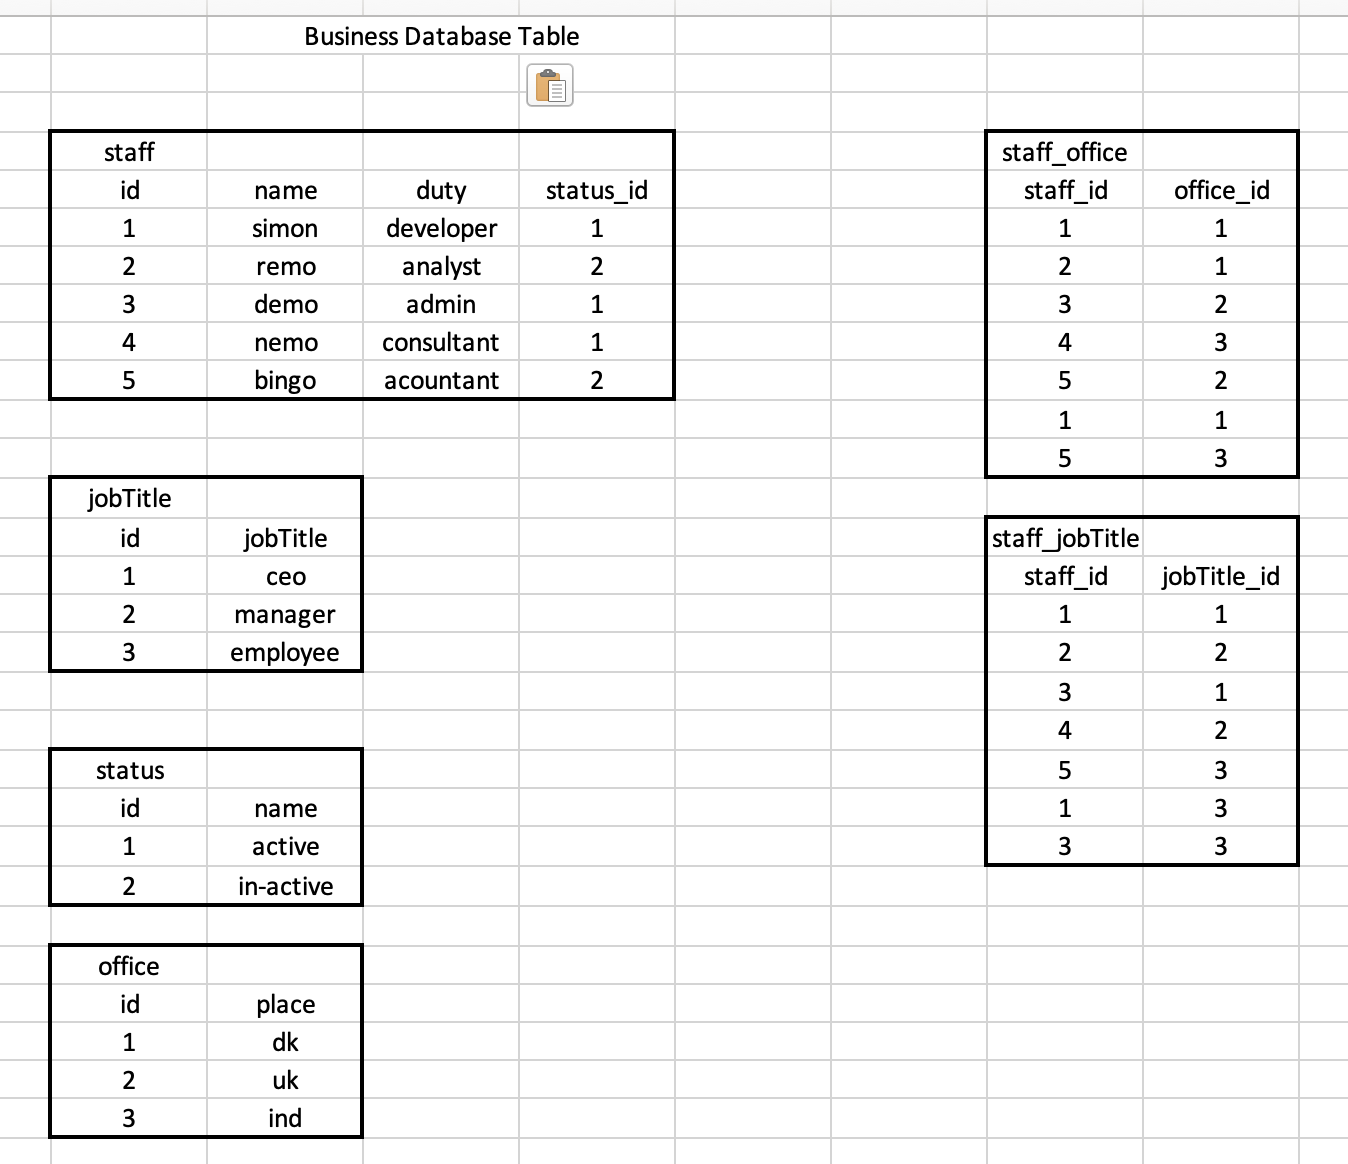 Business Database Table
staff
id name duty status_id
1 simon developer 1
2 remo analyst 2
3 demo admin 1
4 nemo consultant 1
5 bingo acountant 2
staff_office
staff_id office_id
1 1
2 1
3 2
4 3
5 2
1 1
5 3
jobTitle
id jobTitle
1 ceo
2 manager
3 employee
staff_jobTitle
staff_id jobTitle_id
1 1
2 2
3 1
4 2
5 3
1 3
3 3
status
id name
1 active
2 in-active
office
id place
1 dk
2 uk
3 ind